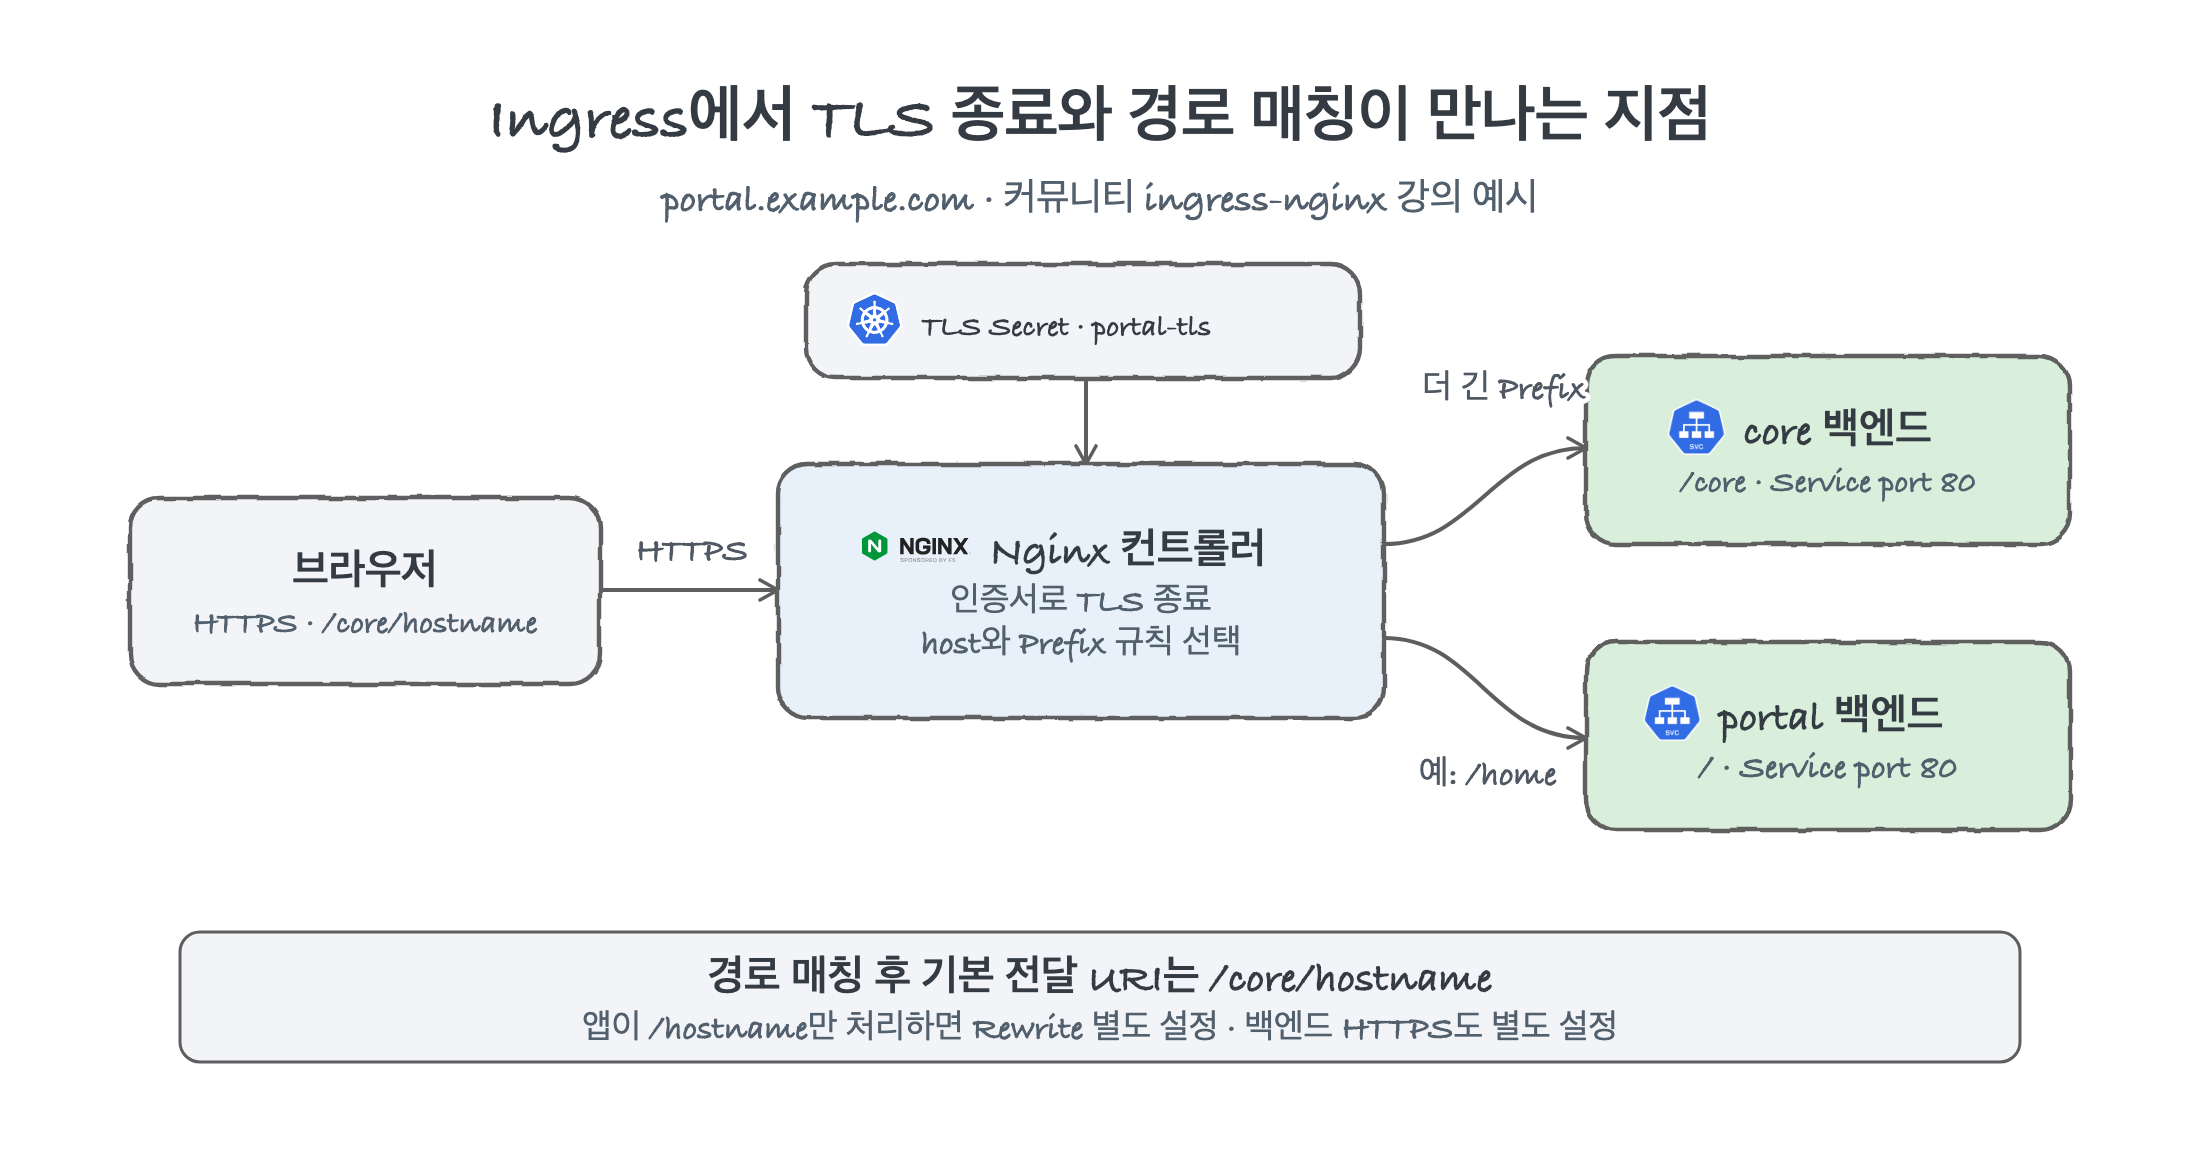 Ingress에서 TLS 종료와 경로 매칭이 만나는 지점
portal.example.com · 커뮤니티 ingress-nginx 강의 예시
TLS Secret · portal-tls
더 긴 Prefix
core 백엔드
/core · Service port 80
svc
브라우저
HTTPS · /core/hostname
HTTPS
NGINX
SPONSORED BY F5
Nginx 컨트롤러
인증서로 TLS 종료
host와 Prefix 규칙 선택
portal 백엔드
/ · Service port 80
svc
예: /home
경로 매칭 후 기본 전달 URI는 /core/hostname
앱이 /hostname만 처리하면 Rewrite 별도 설정 · 백엔드 HTTPS도 별도 설정